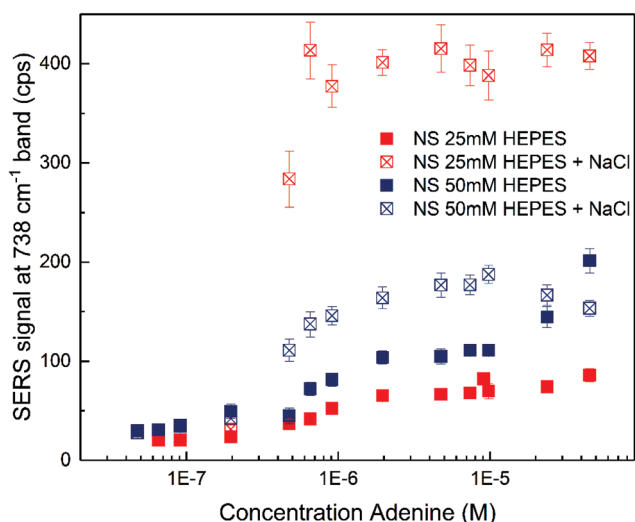 SERS signal at 738 cm⁻¹ band (cps)
400
300
200
100
0
NS 25mM HEPES
NS 25mM HEPES + NaCl
NS 50mM HEPES
NS 50mM HEPES + NaCl
1E-7 1E-6 1E-5
Concentration Adenine (M)